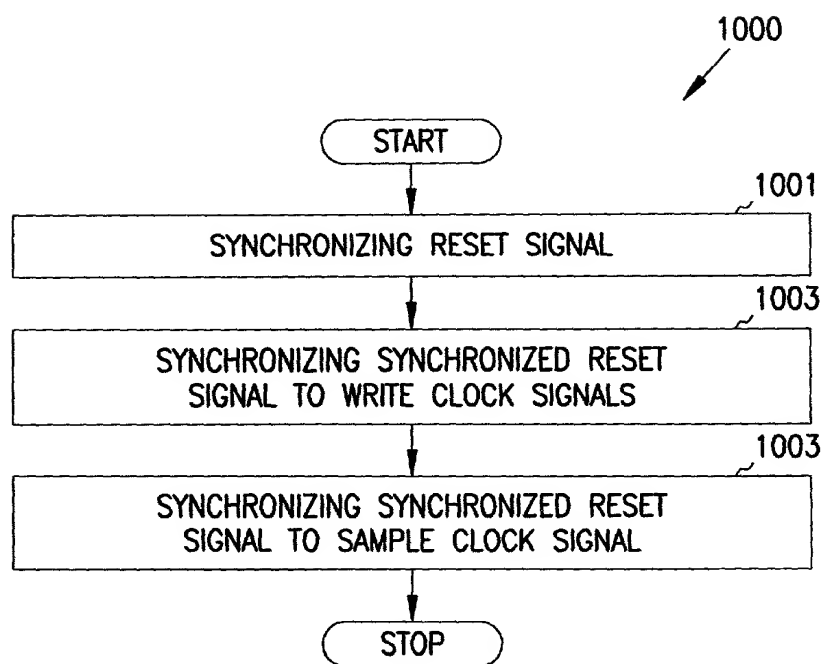 1000
START
1001
SYNCHRONIZING RESET SIGNAL
1003
SYNCHRONIZING SYNCHRONIZED RESET
SIGNAL TO WRITE CLOCK SIGNALS
1003
SYNCHRONIZING SYNCHRONIZED RESET
SIGNAL TO SAMPLE CLOCK SIGNAL
STOP